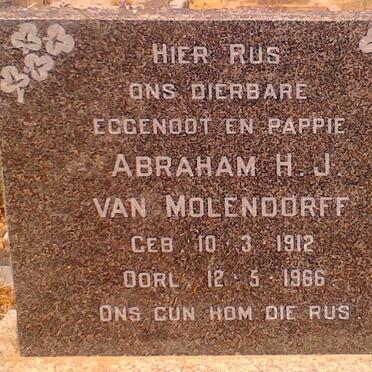 HIER RUS
ONS DIERBARE
EGGENOOT EN PAPPIE
ABRAHAM H. J.
VAN MOLENDORFF
GEB 10·3·1912
OORL 12·5·1966
ONS GUN HOM DIE RUS.